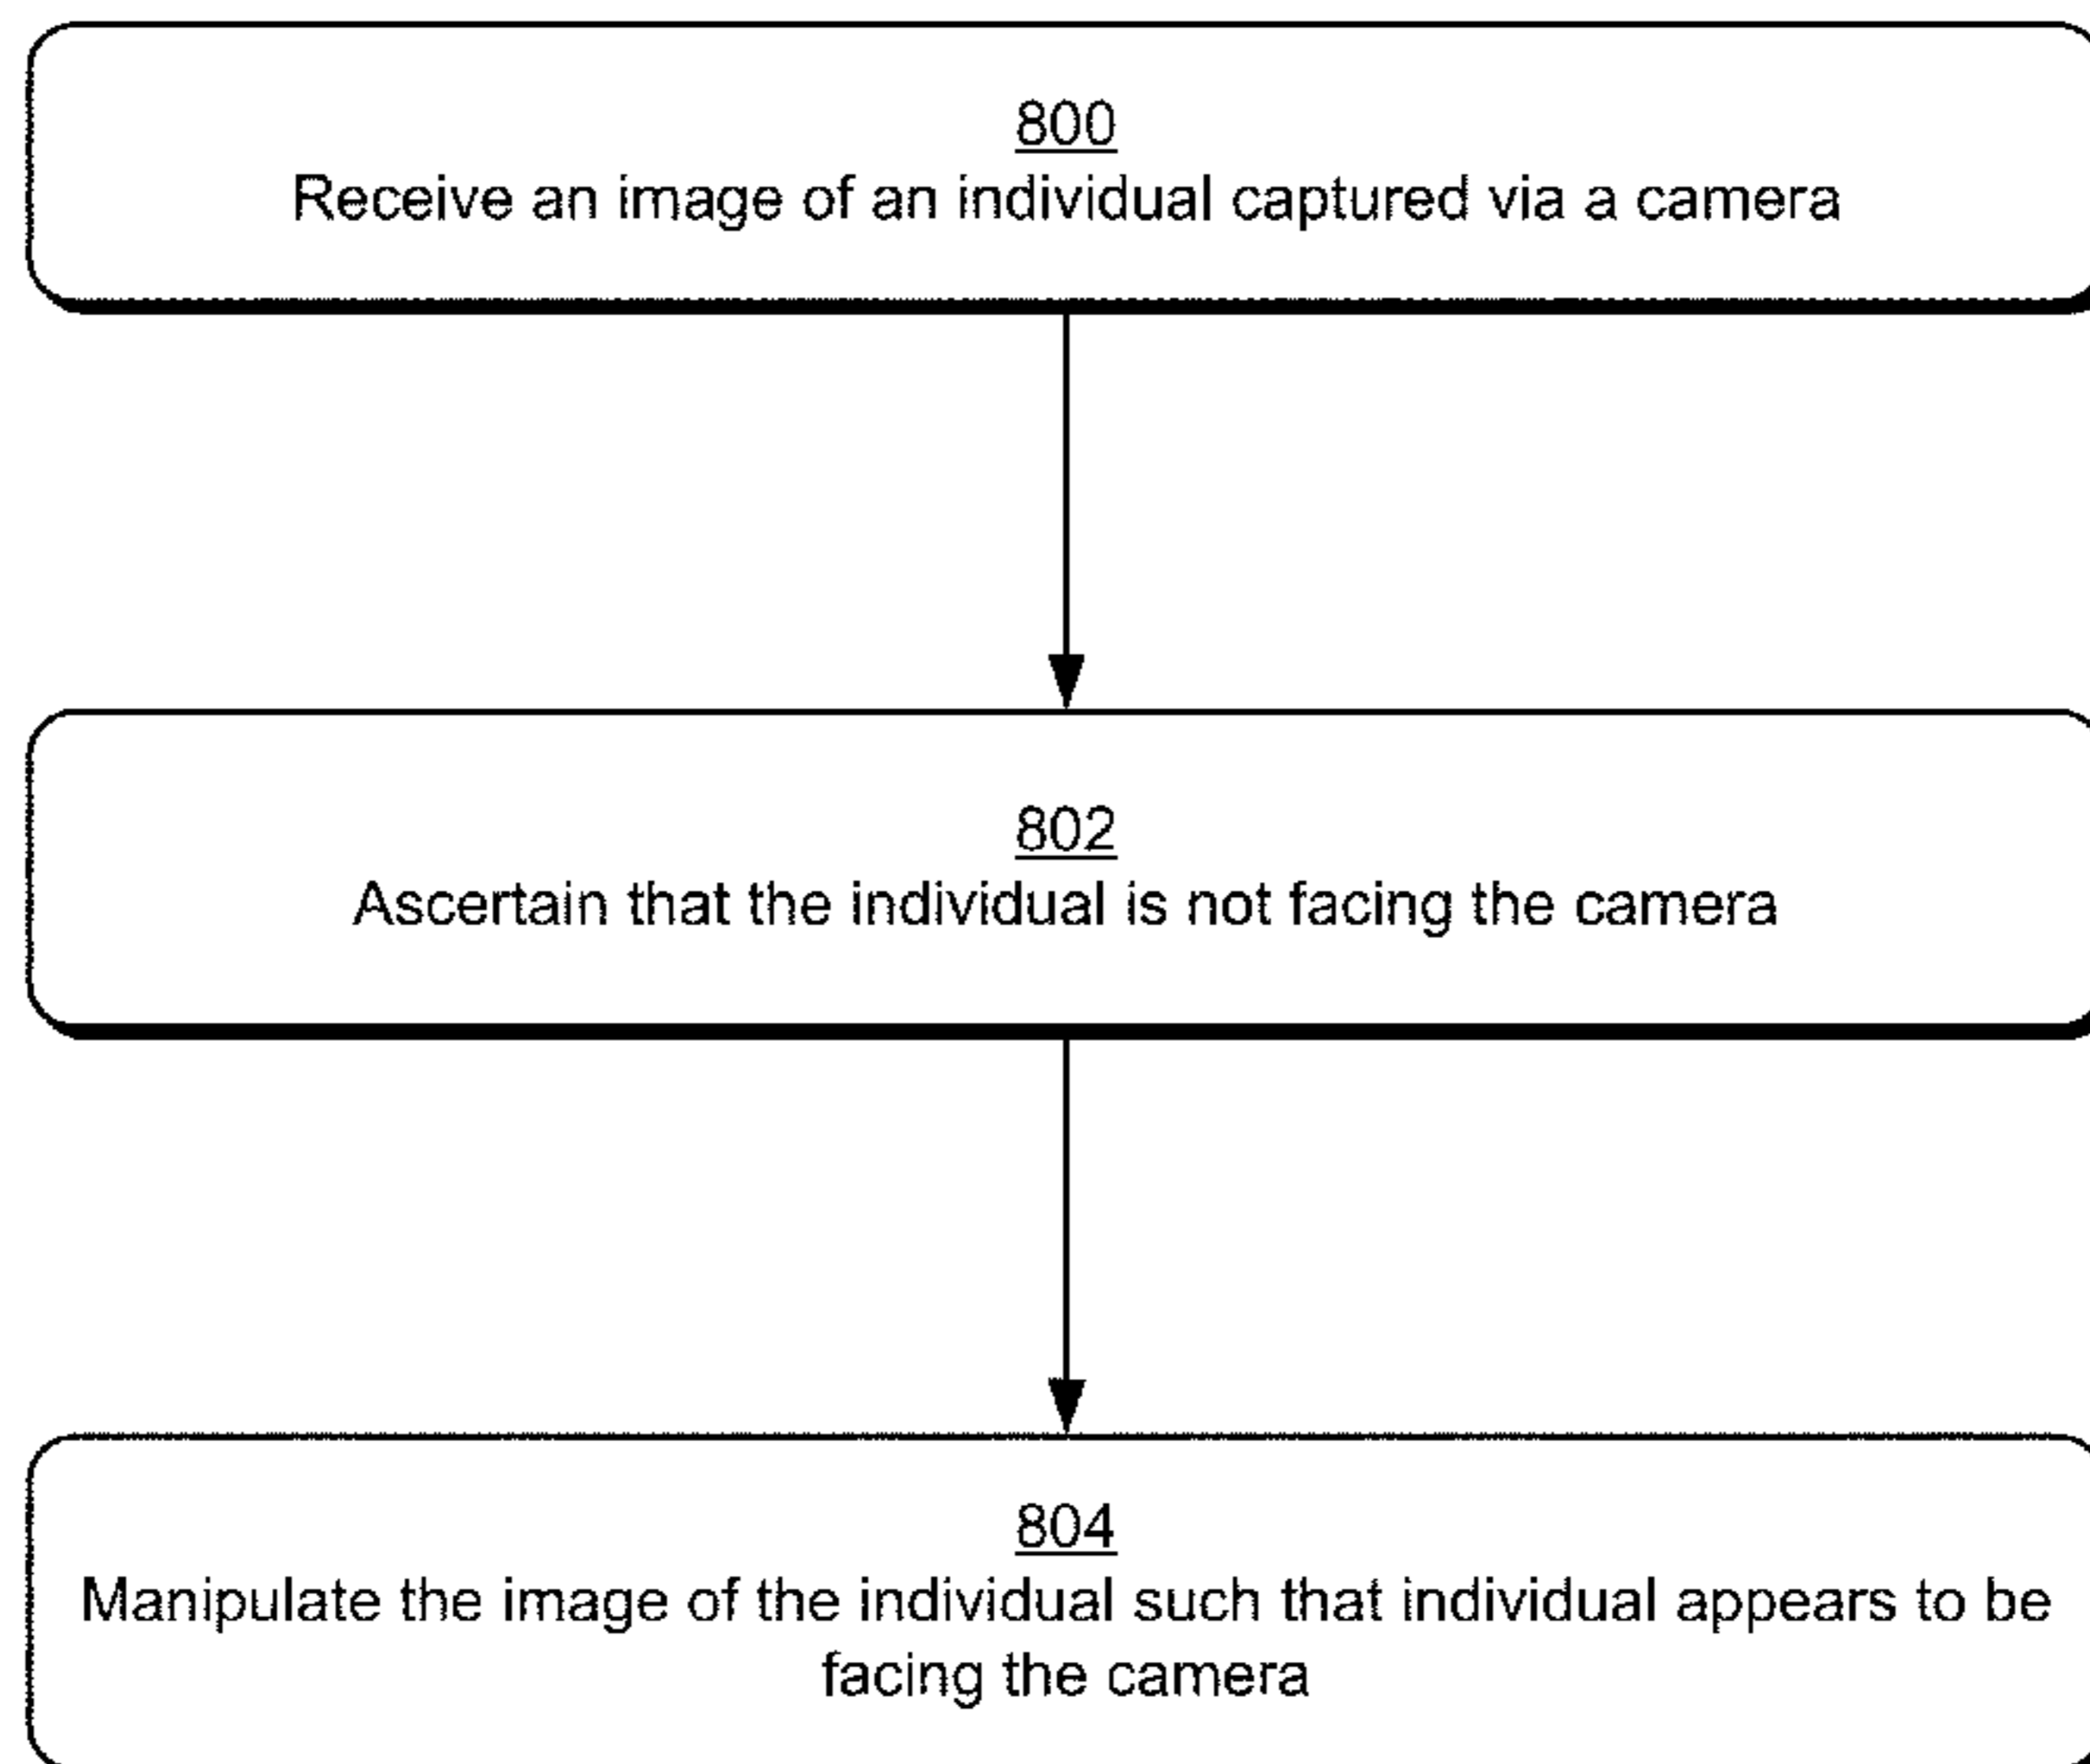 800
Receive an image of an individual captured via a camera
802
Ascertain that the individual is not facing the camera
804
Manipulate the image of the individual such that individual appears to be
facing the camera